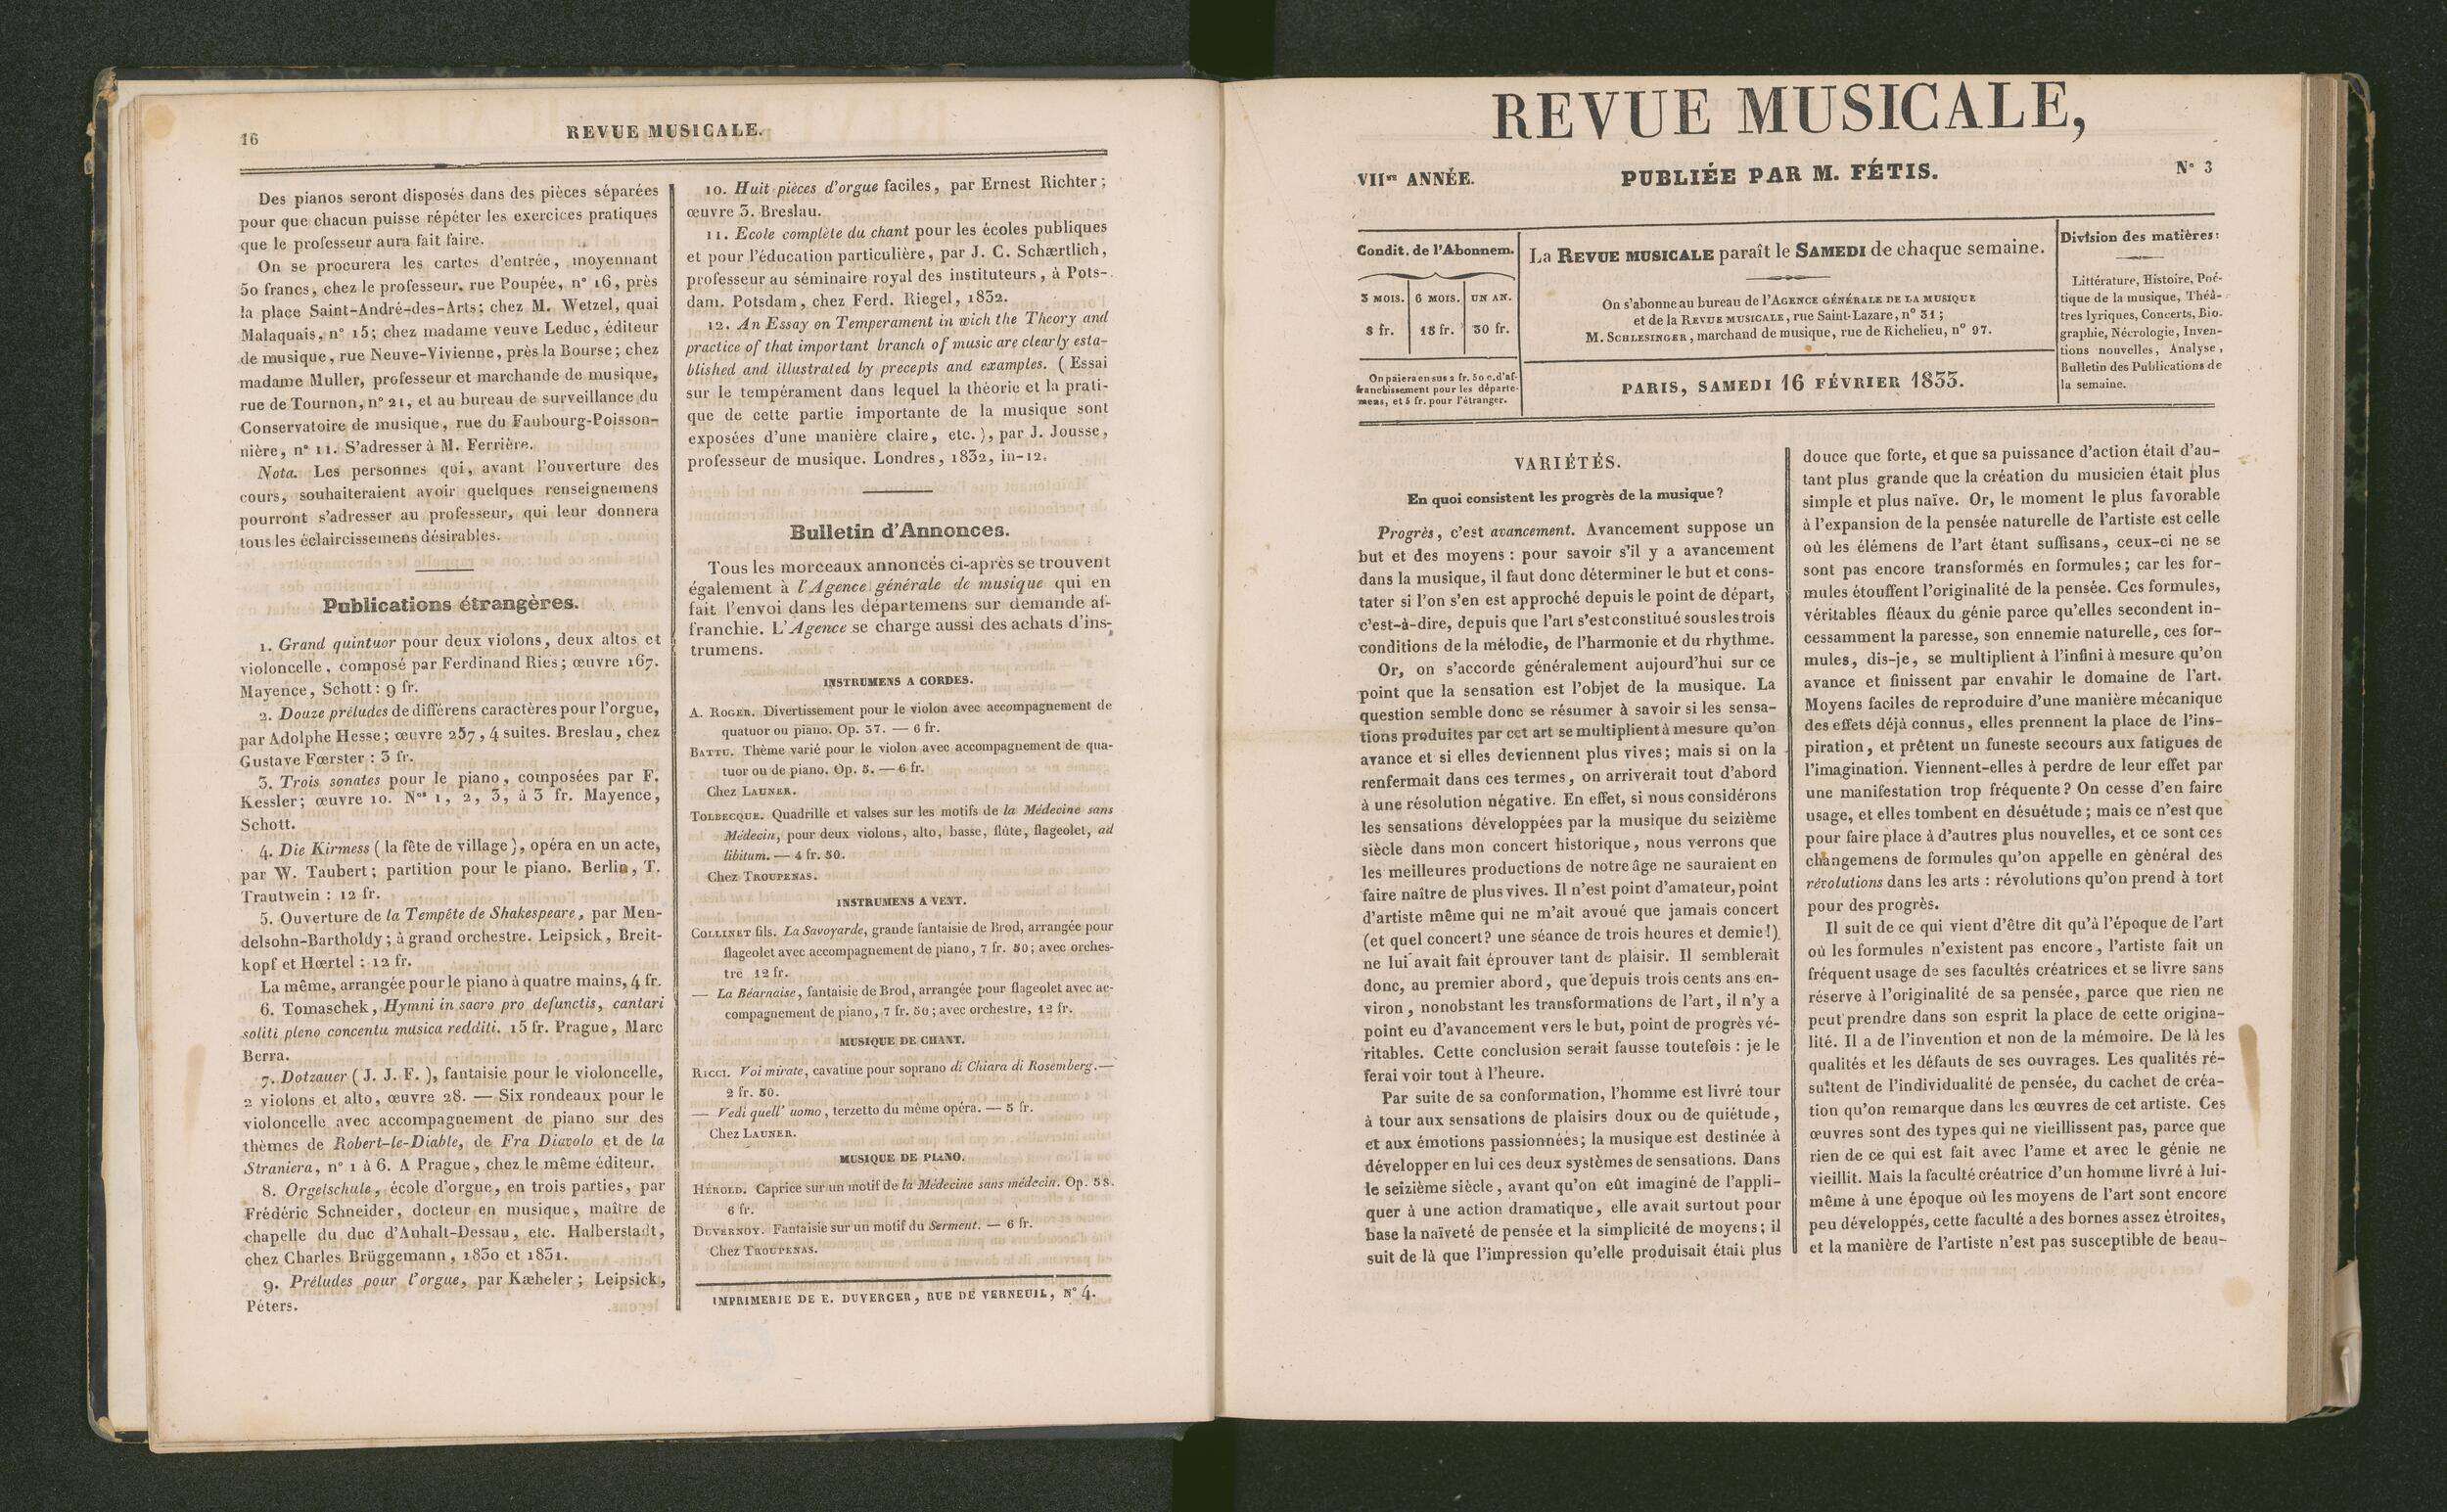 16
REVUE MUSICALE.
Des pianos seront disposés dans des pièces séparées
pour que chacun puisse répéter les exercices pratiques
que le professeur aura fait faire.
On se procurera les cartes d'entrée, moyennant
50 francs, chez le professeur, rue Poupée, n° 16, près
la place Saint-André-des-Arts; chez M. Wetzel, quai
Malaquais, n° 15; chez madame veuve Leduc, éditeur
de musique, rue Neuve-Vivienne, près la Bourse; chez
madame Muller, professeur et marchande de musique,
rue de Tournon, n° 21, et au bureau de surveillance du
Conservatoire de musique, rue du Faubourg-Poisson-
nière, n° 11. S'adresser à M. Ferrière.
Nota. Les personnes qui, avant l'ouverture des
cours, souhaiteraient avoir quelques renseignemens
pourront s'adresser au professeur, qui leur donnera
tous les éclaircissemens désirables.
Publications étrangères.
1. Grand quintuor pour deux violons, deux altos et
violoncelle, composé par Ferdinand Ries; œuvre 167.
Mayence, Schott: 9 fr.
2. Douze préludes de différens caractères pour l'orgue,
par Adolphe Hesse; œuvre 257, 4 suites. Breslau, chez
Gustave Fœrster: 3 fr.
3. Trois sonates pour le piano, composées par F.
Kessler; œuvre 10. Nos 1, 2, 3, à 3 fr. Mayence,
Schott.
4. Die Kirmess (la fête de village), opéra en un acte,
par W. Taubert; partition pour le piano. Berlin, T.
Trautwein: 12 fr.
5. Ouverture de la Tempête de Shakespeare, par Men-
delsohn-Bartholdy; à grand orchestre. Leipsick, Breit-
kopf et Hœrtel: 12 fr.
La même, arrangée pour le piano à quatre mains, 4 fr.
6. Tomaschek, Hymni in sacro pro defunctis, cantari
soliti pleno concentu musica redditi. 15 fr. Prague, Marc
Berra.
7. Dotzauer (J. J. F.), fantaisie pour le violoncelle,
2 violons et alto, œuvre 28. — Six rondeaux pour le
violoncelle avec accompagnement de piano sur des
thèmes de Robert-le-Diable, de Fra Diavolo et de la
Straniera, n° 1 à 6. A Prague, chez le même éditeur.
8. Orgelschule, école d'orgue, en trois parties, par
Frédéric Schneider, docteur en musique, maître de
chapelle du duc d'Anhalt-Dessau, etc. Halberstadt,
chez Charles Brüggemann, 1830 et 1831.
9. Préludes pour l'orgue, par Kæheler; Leipsick,
Péters.
10. Huit pièces d'orgue faciles, par Ernest Richter;
œuvre 3. Breslau.
11. Ecole complète du chant pour les écoles publiques
et pour l'éducation particulière, par J. C. Schærtlich,
professeur au séminaire royal des instituteurs, à Pots-
dam. Potsdam, chez Ferd. Riegel, 1832.
12. An Essay on Temperament in wich the Theory and
practice of that important branch of music are clearly esta-
blished and illustrated by precepts and examples. (Essai
sur le tempérament dans lequel la théorie et la prati-
que de cette partie importante de la musique sont
exposées d'une manière claire, etc.), par J. Jousse,
professeur de musique. Londres, 1832, in-12.
Bulletin d'Annonces.
Tous les morceaux annoncés ci-après se trouvent
également à l'Agence générale de musique qui en
fait l'envoi dans les départemens sur demande af-
franchie. L'Agence se charge aussi des achats d'ins-
trumens.
INSTRUMENS A CORDES.
A. ROGER. Divertissement pour le violon avec accompagnement de
quatuor ou piano. Op. 37. — 6 fr.
BATTU. Thème varié pour le violon avec accompagnement de qua-
tuor ou de piano. Op. 5. — 6 fr.
Chez LAUNER.
TOLBECQUE. Quadrille et valses sur les motifs de la Médecine sans
Médecin, pour deux violons, alto, basse, flûte, flageolet, ad
libitum. — 4 fr. 50.
Chez TROUPENAS.
INSTRUMENS A VENT.
COLLINET fils. La Savoyarde, grande fantaisie de Brod, arrangée pour
flageolet avec accompagnement de piano, 7 fr. 50; avec orches-
tre 12 fr.
— La Béarnaise, fantaisie de Brod, arrangée pour flageolet avec ac-
compagnement de piano, 7 fr. 50; avec orchestre, 12 fr.
MUSIQUE DE CHANT.
RICCI. Voi mirate, cavatine pour soprano di Chiara di Rosemberg. —
2 fr. 50.
— Vedi quell' uomo, terzetto du même opéra. — 5 fr.
Chez LAUNER.
MUSIQUE DE PIANO.
HÉROLD. Caprice sur un motif de la Médecine sans médecin. Op. 58.
6 fr.
DUVERNOY. Fantaisie sur un motif du Serment. — 6 fr.
Chez TROUPENAS.
IMPRIMERIE DE E. DUVERGER, RUE DE VERNEUIL, N° 4.
REVUE MUSICALE,
VIIme ANNÉE.
PUBLIÉE PAR M. FÉTIS.
N° 3
Condit. de l'Abonnem.
3 MOIS. 6 MOIS. UN AN.
8 fr. 15 fr. 30 fr.
On paiera en sus 2 fr. 50 c. d'af-
franchissement pour les départe-
mens, et 5 fr. pour l'étranger.
La REVUE MUSICALE paraît le SAMEDI de chaque semaine.
On s'abonne au bureau de l'AGENCE GÉNÉRALE DE LA MUSIQUE
et de la REVUE MUSICALE, rue Saint-Lazare, n° 31;
M. SCHLESINGER, marchand de musique, rue de Richelieu, n° 97.
PARIS, SAMEDI 16 FÉVRIER 1833.
Division des matières:
Littérature, Histoire, Poé-
tique de la musique, Théâ-
tres lyriques, Concerts, Bio-
graphie, Nécrologie, Inven-
tions nouvelles, Analyse,
Bulletin des Publications de
la semaine.
VARIÉTÉS.
En quoi consistent les progrès de la musique?
Progrès, c'est avancement. Avancement suppose un
but et des moyens: pour savoir s'il y a avancement
dans la musique, il faut donc déterminer le but et cons-
tater si l'on s'en est approché depuis le point de départ,
c'est-à-dire, depuis que l'art s'est constitué sous les trois
conditions de la mélodie, de l'harmonie et du rhythme.
Or, on s'accorde généralement aujourd'hui sur ce
point que la sensation est l'objet de la musique. La
question semble donc se résumer à savoir si les sensa-
tions produites par cet art se multiplient à mesure qu'on
avance et si elles deviennent plus vives; mais si on la
renfermait dans ces termes, on arriverait tout d'abord
à une résolution négative. En effet, si nous considérons
les sensations développées par la musique du seizième
siècle dans mon concert historique, nous verrons que
les meilleures productions de notre âge ne sauraient en
faire naître de plus vives. Il n'est point d'amateur, point
d'artiste même qui ne m'ait avoué que jamais concert
(et quel concert? une séance de trois heures et demie!)
ne lui avait fait éprouver tant de plaisir. Il semblerait
donc, au premier abord, que depuis trois cents ans en-
viron, nonobstant les transformations de l'art, il n'y a
point eu d'avancement vers le but, point de progrès vé-
ritables. Cette conclusion serait fausse toutefois: je le
ferai voir tout à l'heure.
Par suite de sa conformation, l'homme est livré tour
à tour aux sensations de plaisirs doux ou de quiétude,
et aux émotions passionnées; la musique est destinée à
développer en lui ces deux systèmes de sensations. Dans
le seizième siècle, avant qu'on eût imaginé de l'appli-
quer à une action dramatique, elle avait surtout pour
base la naïveté de pensée et la simplicité de moyens; il
suit de là que l'impression qu'elle produisait était plus
douce que forte, et que sa puissance d'action était d'au-
tant plus grande que la création du musicien était plus
simple et plus naïve. Or, le moment le plus favorable
à l'expansion de la pensée naturelle de l'artiste est celle
où les élémens de l'art étant suffisans, ceux-ci ne se
sont pas encore transformés en formules; car les for-
mules étouffent l'originalité de la pensée. Ces formules,
véritables fléaux du génie parce qu'elles secondent in-
cessamment la paresse, son ennemie naturelle, ces for-
mules, dis-je, se multiplient à l'infini à mesure qu'on
avance et finissent par envahir le domaine de l'art.
Moyens faciles de reproduire d'une manière mécanique
des effets déjà connus, elles prennent la place de l'ins-
piration, et prêtent un funeste secours aux fatigues de
l'imagination. Viennent-elles à perdre de leur effet par
une manifestation trop fréquente? On cesse d'en faire
usage, et elles tombent en désuétude; mais ce n'est que
pour faire place à d'autres plus nouvelles, et ce sont ces
changemens de formules qu'on appelle en général des
révolutions dans les arts: révolutions qu'on prend à tort
pour des progrès.
Il suit de ce qui vient d'être dit qu'à l'époque de l'art
où les formules n'existent pas encore, l'artiste fait un
fréquent usage de ses facultés créatrices et se livre sans
réserve à l'originalité de sa pensée, parce que rien ne
peut prendre dans son esprit la place de cette origina-
lité. Il a de l'invention et non de la mémoire. De là les
qualités et les défauts de ses ouvrages. Les qualités ré-
sultent de l'individualité de pensée, du cachet de créa-
tion qu'on remarque dans les œuvres de cet artiste. Ces
œuvres sont des types qui ne vieillissent pas, parce que
rien de ce qui est fait avec l'ame et avec le génie ne
vieillit. Mais la faculté créatrice d'un homme livré à lui-
même à une époque où les moyens de l'art sont encore
peu développés, cette faculté a des bornes assez étroites,
et la manière de l'artiste n'est pas susceptible de beau-